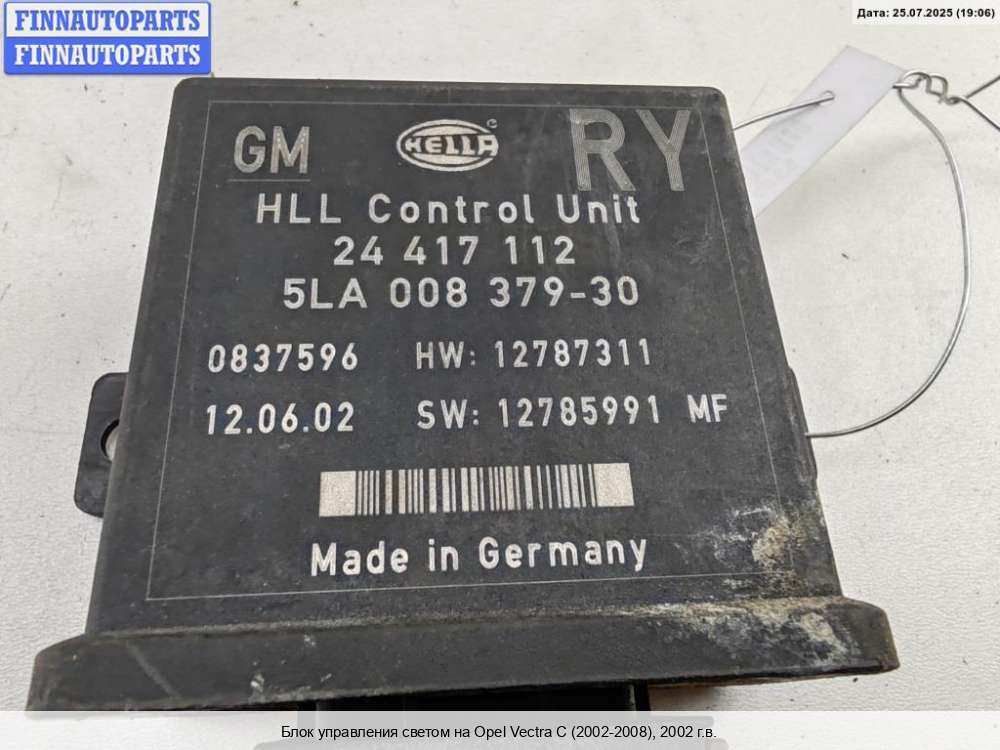 FINNAUTOPARTS
FINNAUTOPARTS
Дата: 25.07.2025 (19:06)
GM HELLA RY
HLL Control Unit
24 417 112
5LA 008 379-30
0837596 HW: 12787311
12.06.02 SW: 12785991 MF
Made in Germany
Блок управления светом на Opel Vectra C (2002-2008), 2002 г.в.